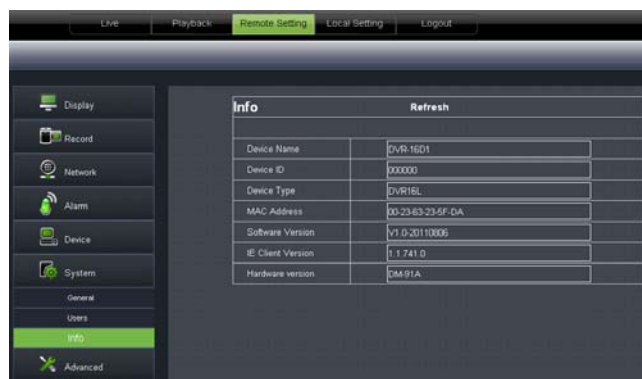 Live Playback Remote Setting Local Setting Logout
Display
Record
Network
Alarm
Device
System
General
Users
Info
Advanced
Info Refresh
Device Name DVR-16D1
Device ID 000000
Device Type DVR16L
MAC Address 00-23-63-23-5F-DA
Software Version V1.0-20110806
IE Client Version 1.1.741.0
Hardware version DM-91A